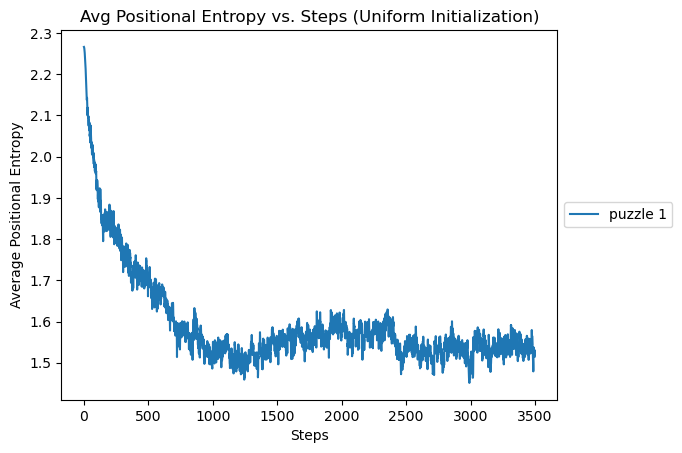 Avg Positional Entropy vs. Steps (Uniform Initialization)
2.3
2.2
2.1
2.0
1.9
1.8
1.7
1.6
1.5
Average Positional Entropy
puzzle 1
0 500 1000 1500 2000 2500 3000 3500
Steps